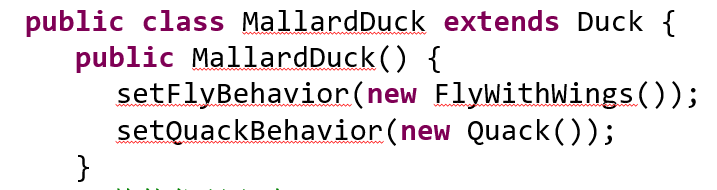 public class MallardDuck extends Duck {
public MallardDuck() {
setFlyBehavior(new FlyWithWings());
setQuackBehavior(new Quack());
}